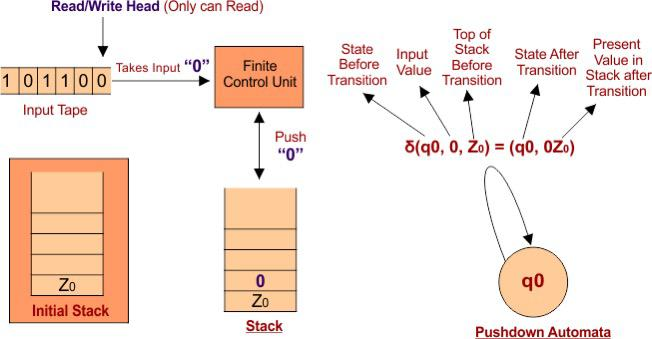 Read/Write Head (Only can Read)
1 0 1 1 0 0
Input Tape
Takes Input “0”
Finite
Control Unit
Push
“0”
Z0
Initial Stack
0
Z0
Stack
State
Before
Transition
Input
Value
Top of
Stack Before
Transition
State After
Transition
Present
Value in
Stack after
Transition
δ(q0, 0, Z0) = (q0, 0Z0)
q0
Pushdown Automata